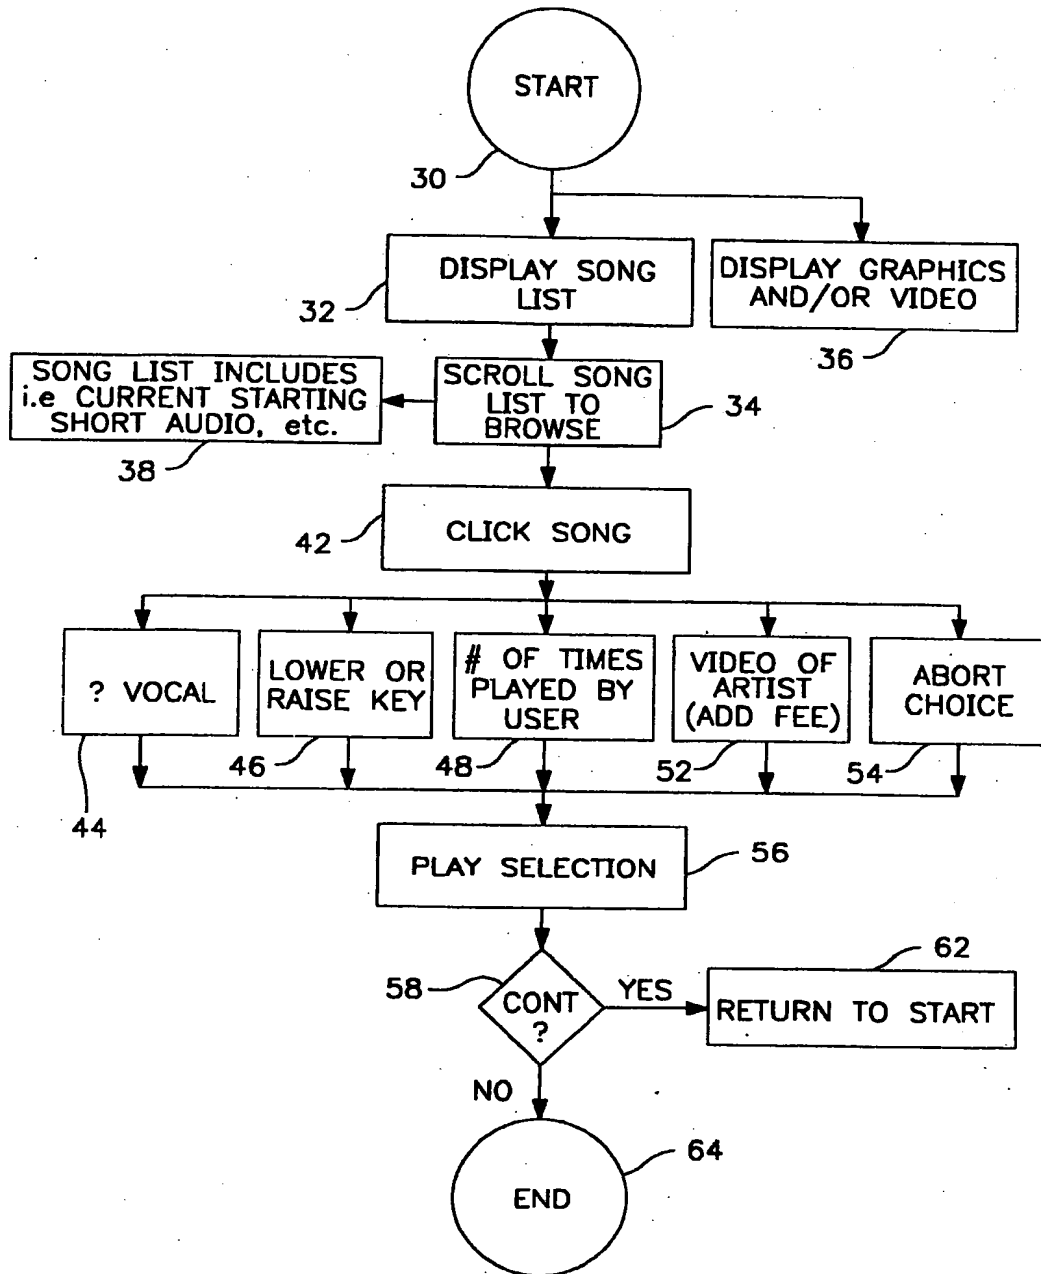 START
30
DISPLAY SONG
LIST
32
DISPLAY GRAPHICS
AND/OR VIDEO
36
SONG LIST INCLUDES
i.e CURRENT STARTING
SHORT AUDIO, etc.
38
SCROLL SONG
LIST TO
BROWSE
34
CLICK SONG
42
? VOCAL
44
LOWER OR
RAISE KEY
46
# OF TIMES
PLAYED BY
USER
48
VIDEO OF
ARTIST
(ADD FEE)
52
ABORT
CHOICE
54
PLAY SELECTION
56
CONT
?
58
YES
RETURN TO START
62
NO
END
64